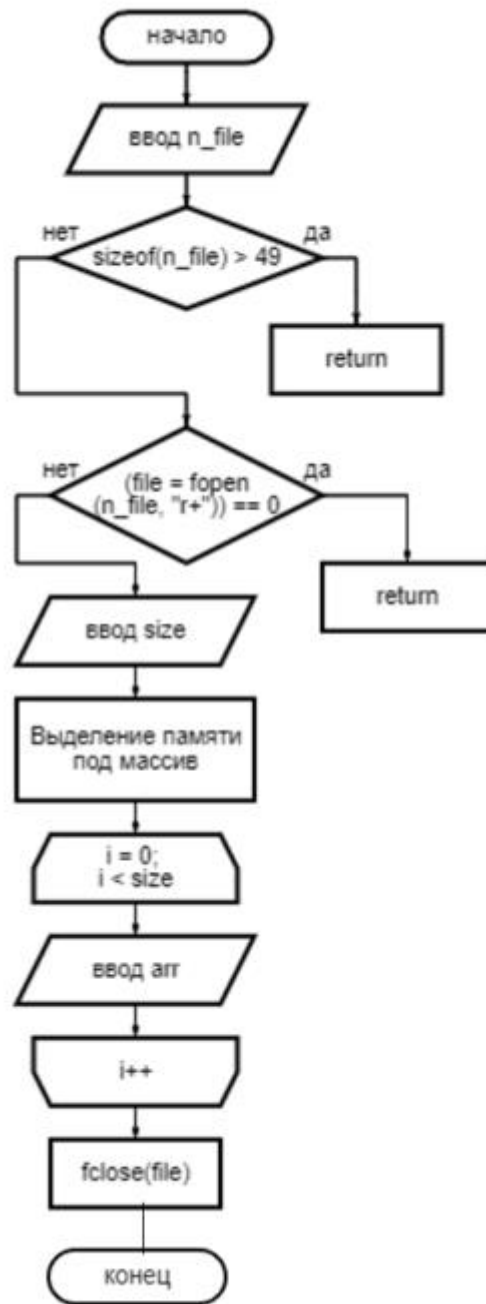 начало
ввод n_file
нет
да
sizeof(n_file) > 49
return
нет
да
(file = fopen
(n_file, "r+")) == 0
return
ввод size
Выделение памяти
под массив
i = 0;
i < size
ввод arr
i++
fclose(file)
конец